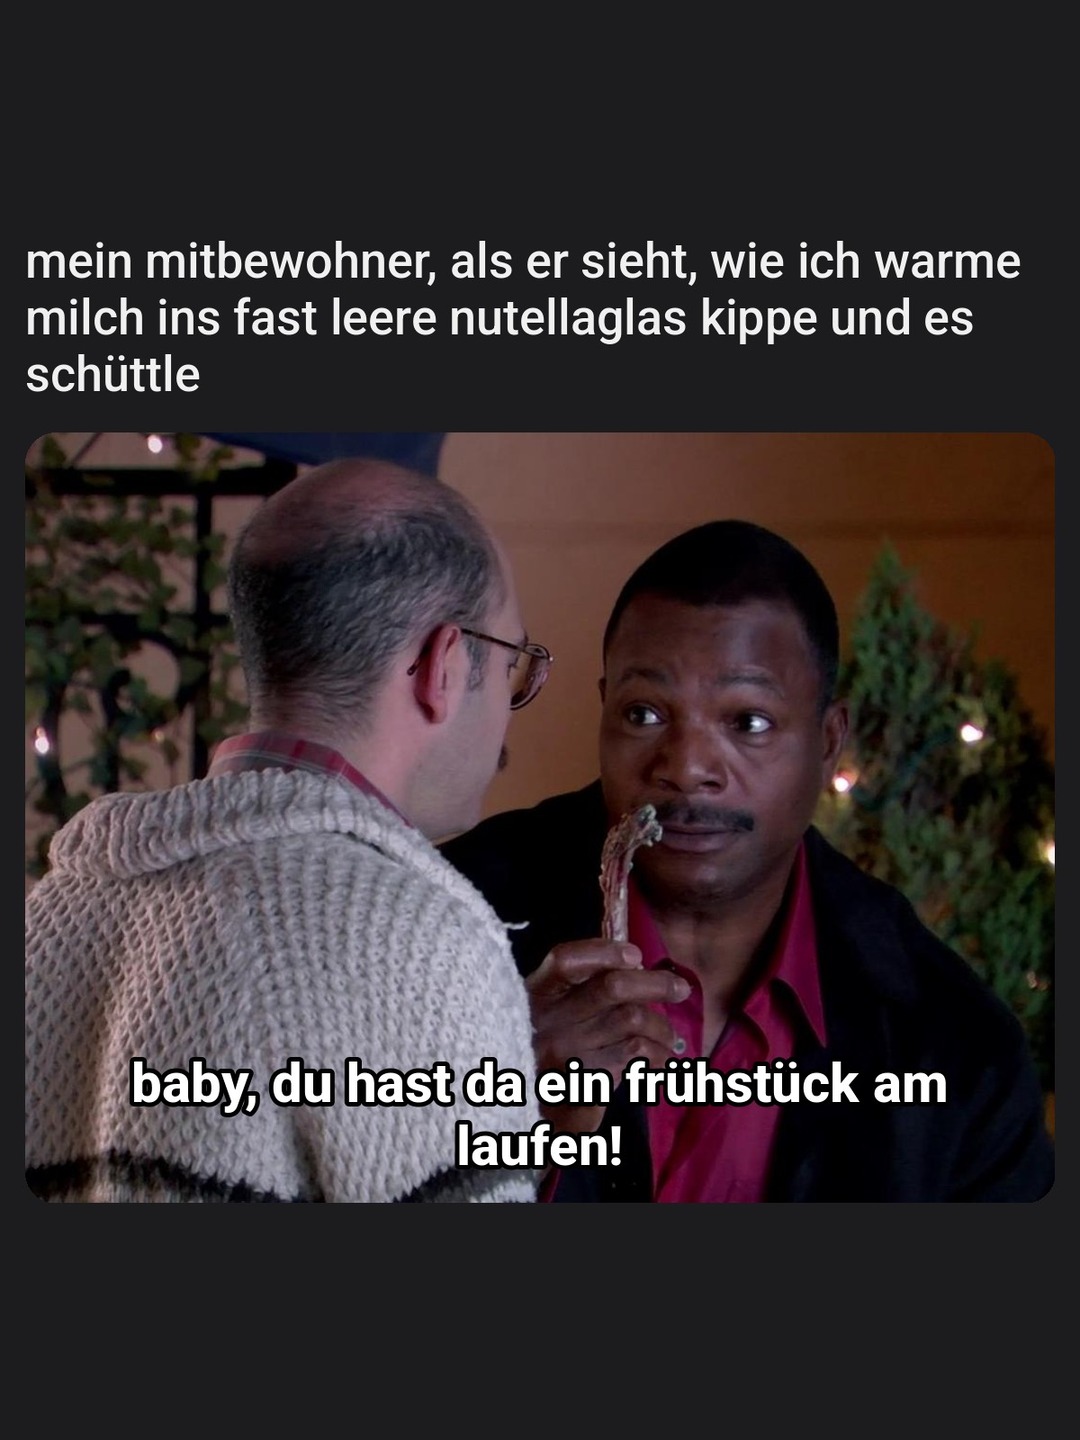 mein mitbewohner, als er sieht, wie ich warme
milch ins fast leere nutellaglas kippe und es
schüttle
baby, du hast da ein frühstück am
laufen!